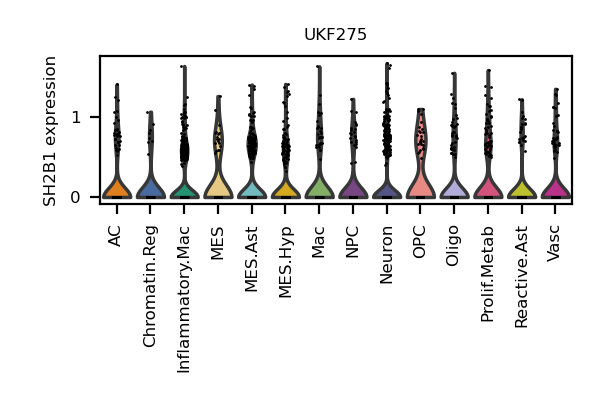 UKF275
SH2B1 expression
1
0
AC
Chromatin.Reg
Inflammatory.Mac
MES
MES.Ast
MES.Hyp
Mac
NPC
Neuron
OPC
Oligo
Prolif.Metab
Reactive.Ast
Vasc